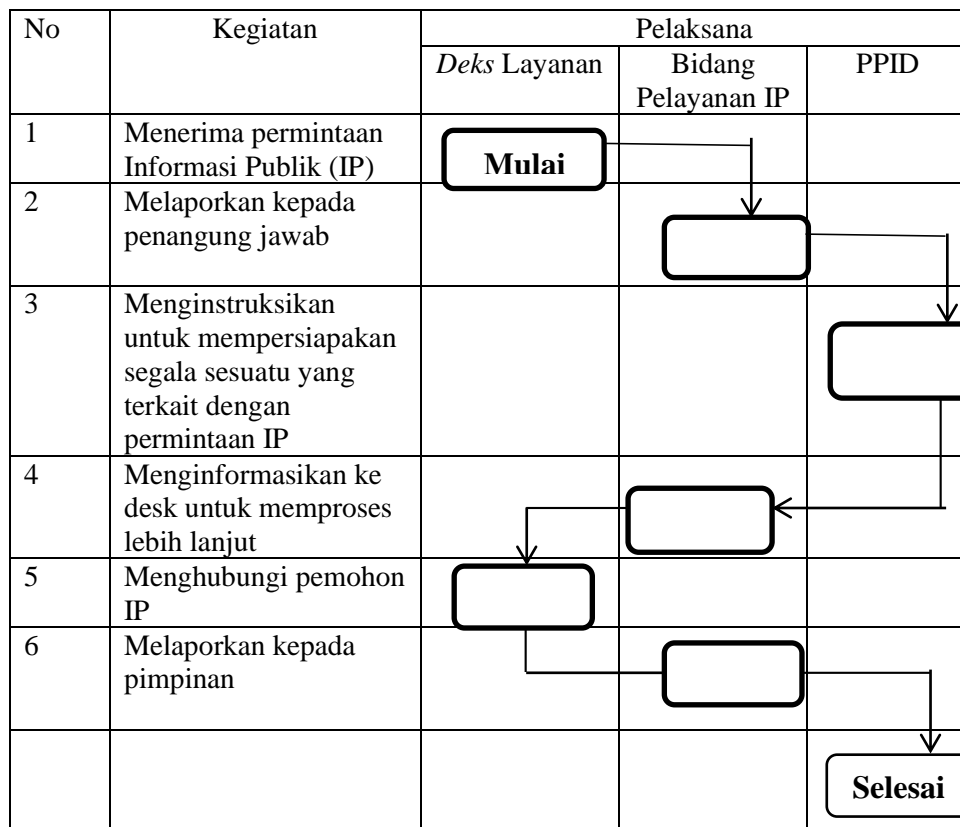 No Kegiatan Pelaksana
Deks Layanan Bidang
Pelayanan IP PPID
1 Menerima permintaan
Informasi Publik (IP) Mulai
2 Melaporkan kepada
penangung jawab
3 Menginstruksikan
untuk mempersiapakan
segala sesuatu yang
terkait dengan
permintaan IP
4 Menginformasikan ke
desk untuk memproses
lebih lanjut
5 Menghubungi pemohon
IP
6 Melaporkan kepada
pimpinan
Selesai